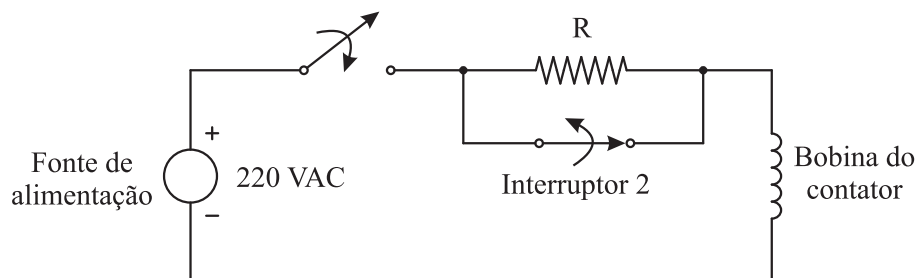 R
+
Fonte de
alimentação
220 VAC
−
Interruptor 2
Bobina do
contator